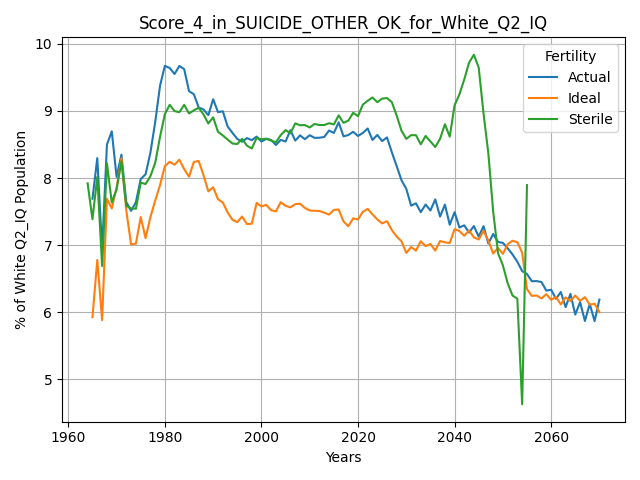 Score_4_in_SUICIDE_OTHER_OK_for_White_Q2_IQ
% of White Q2_IQ Population
10
9
8
7
6
5
Fertility
Actual
Ideal
Sterile
1960 1980 2000 2020 2040 2060
Years